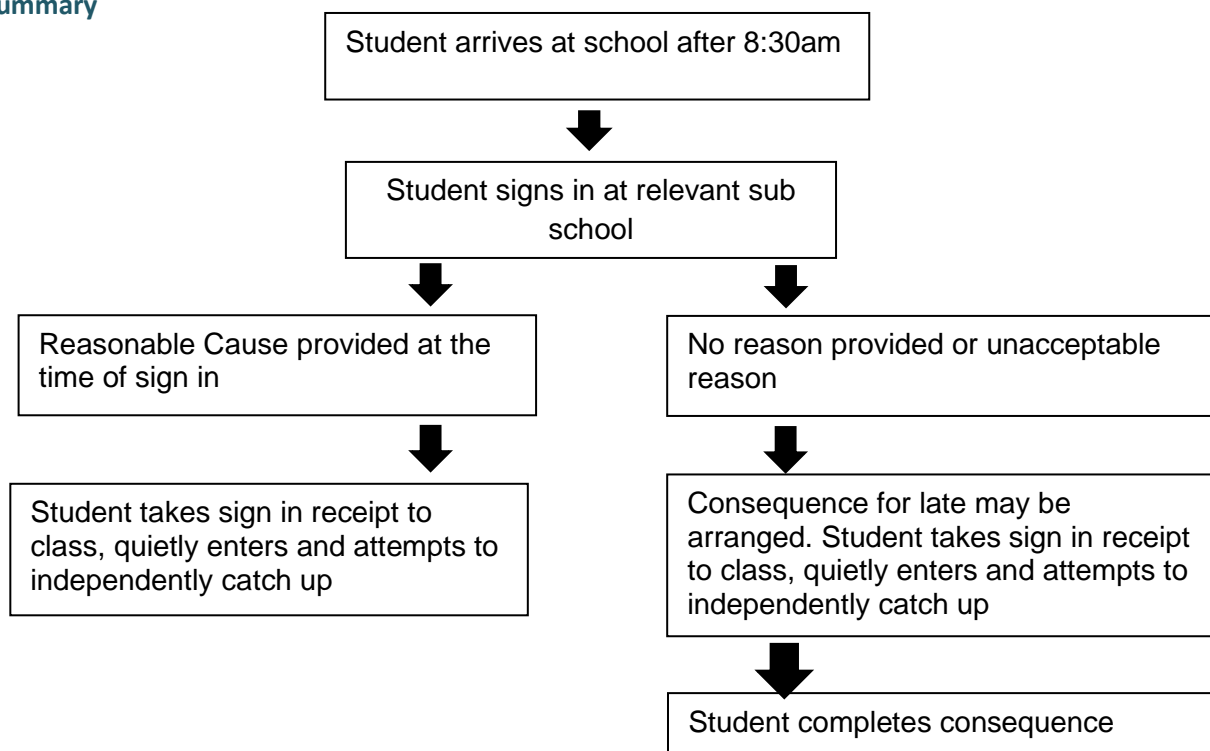 Student arrives at school after 8:30am
Student signs in at relevant sub
school
Reasonable Cause provided at the
time of sign in
No reason provided or unacceptable
reason
Student takes sign in receipt to
class, quietly enters and attempts to
independently catch up
Consequence for late may be
arranged. Student takes sign in receipt
to class, quietly enters and attempts to
independently catch up
Student completes consequence